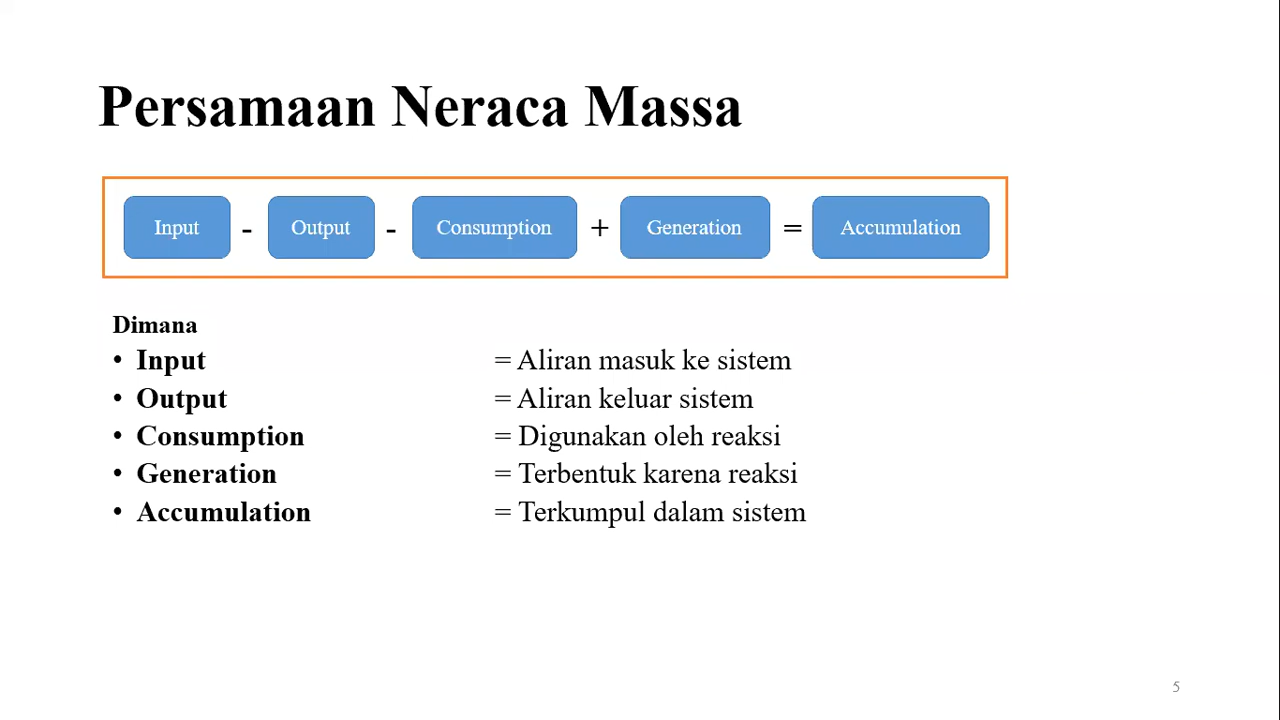 Persamaan Neraca Massa
Input - Output - Consumption + Generation = Accumulation
Dimana
• Input = Aliran masuk ke sistem
• Output = Aliran keluar sistem
• Consumption = Digunakan oleh reaksi
• Generation = Terbentuk karena reaksi
• Accumulation = Terkumpul dalam sistem
5